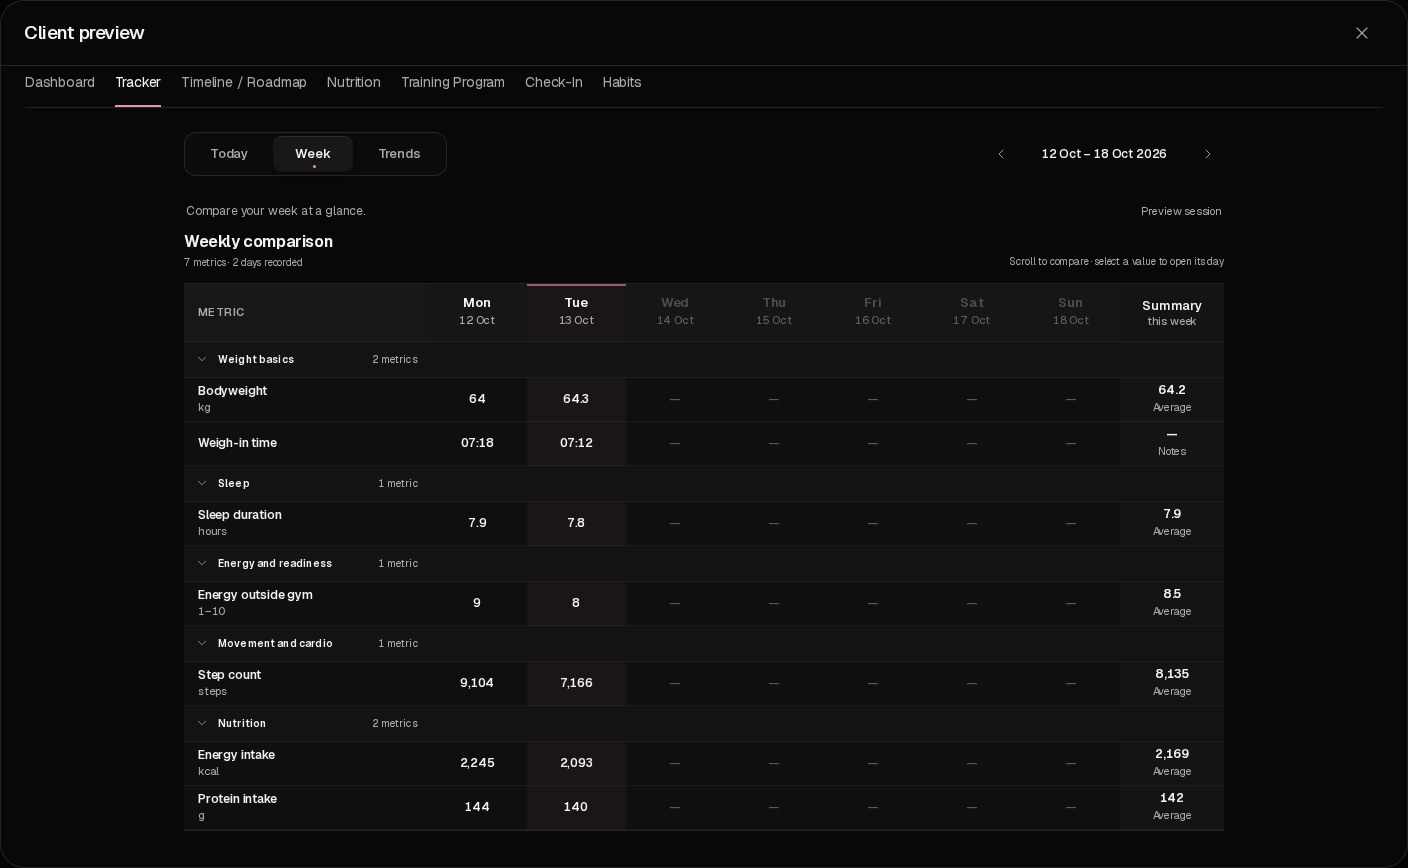 Client preview
Dashboard Tracker Timeline / Roadmap Nutrition Training Program Check-In Habits
Today Week Trends 12 Oct – 18 Oct 2026
Compare your week at a glance. Preview session
Weekly comparison
7 metrics · 2 days recorded Scroll to compare · select a value to open its day
METRIC Mon Tue Wed Thu Fri Sat Sun Summary
12 Oct 13 Oct 14 Oct 15 Oct 16 Oct 17 Oct 18 Oct this week
Weight basics 2 metrics
Bodyweight 64 64.3 — — — — — 64.2
kg Average
Weigh-in time 07:18 07:12 — — — — — —
Notes
Sleep 1 metric
Sleep duration 7.9 7.8 — — — — — 7.9
hours Average
Energy and readiness 1 metric
Energy outside gym 9 8 — — — — — 8.5
1–10 Average
Movement and cardio 1 metric
Step count 9,104 7,166 — — — — — 8,135
steps Average
Nutrition 2 metrics
Energy intake 2,245 2,093 — — — — — 2,169
kcal Average
Protein intake 144 140 — — — — — 142
g Average